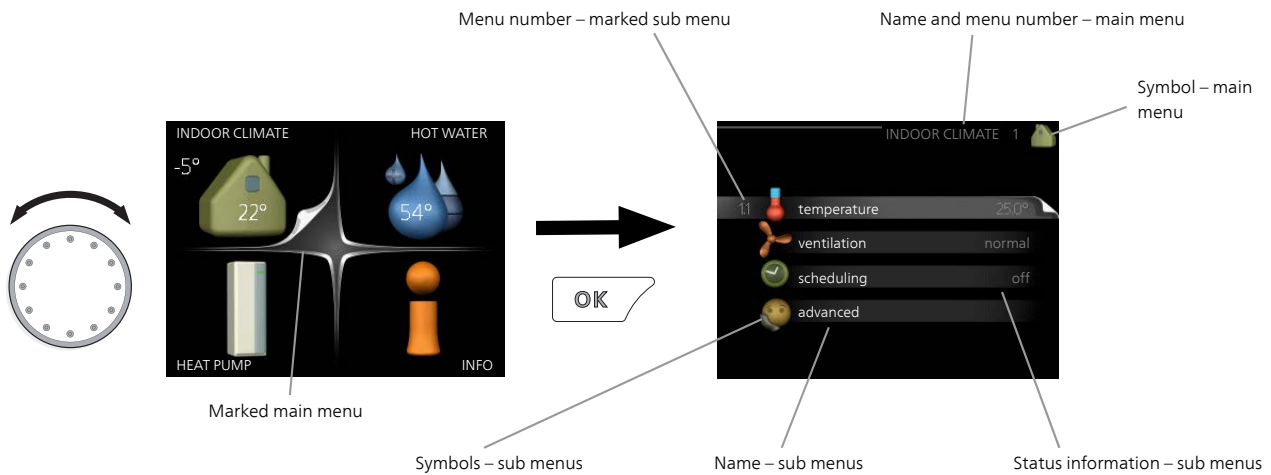 Menu number – marked sub menu
Name and menu number – main menu
Symbol – main
menu
INDOOR CLIMATE
HOT WATER
-5°
22°
54°
HEAT PUMP
INFO
Marked main menu
OK
INDOOR CLIMATE 1
1.1 temperature 25.0°
ventilation normal
scheduling off
advanced
Symbols – sub menus
Name – sub menus
Status information – sub menus